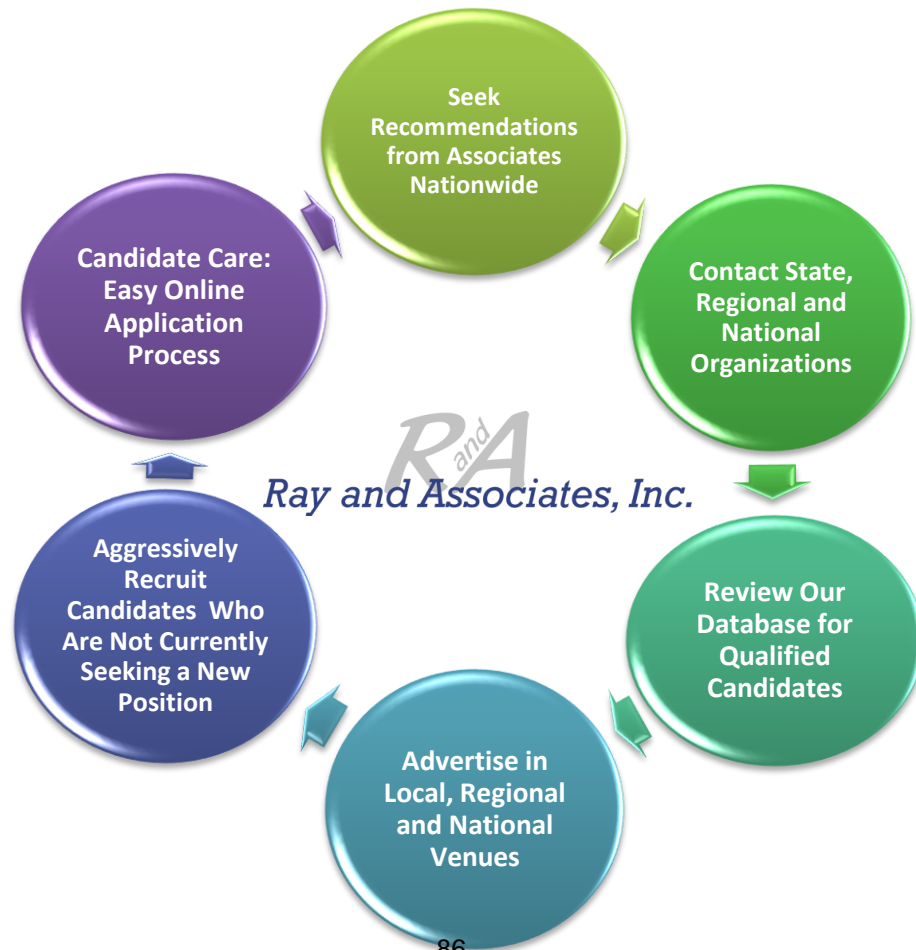 Seek
Recommendations
from Associates
Nationwide
Contact State,
Regional and
National
Organizations
Review Our
Database for
Qualified
Candidates
Advertise in
Local, Regional
and National
Venues
Aggressively
Recruit
Candidates  Who
Are Not Currently
Seeking a New
Position
Candidate Care:
Easy Online
Application
Process
R and A
Ray and Associates, Inc.
86